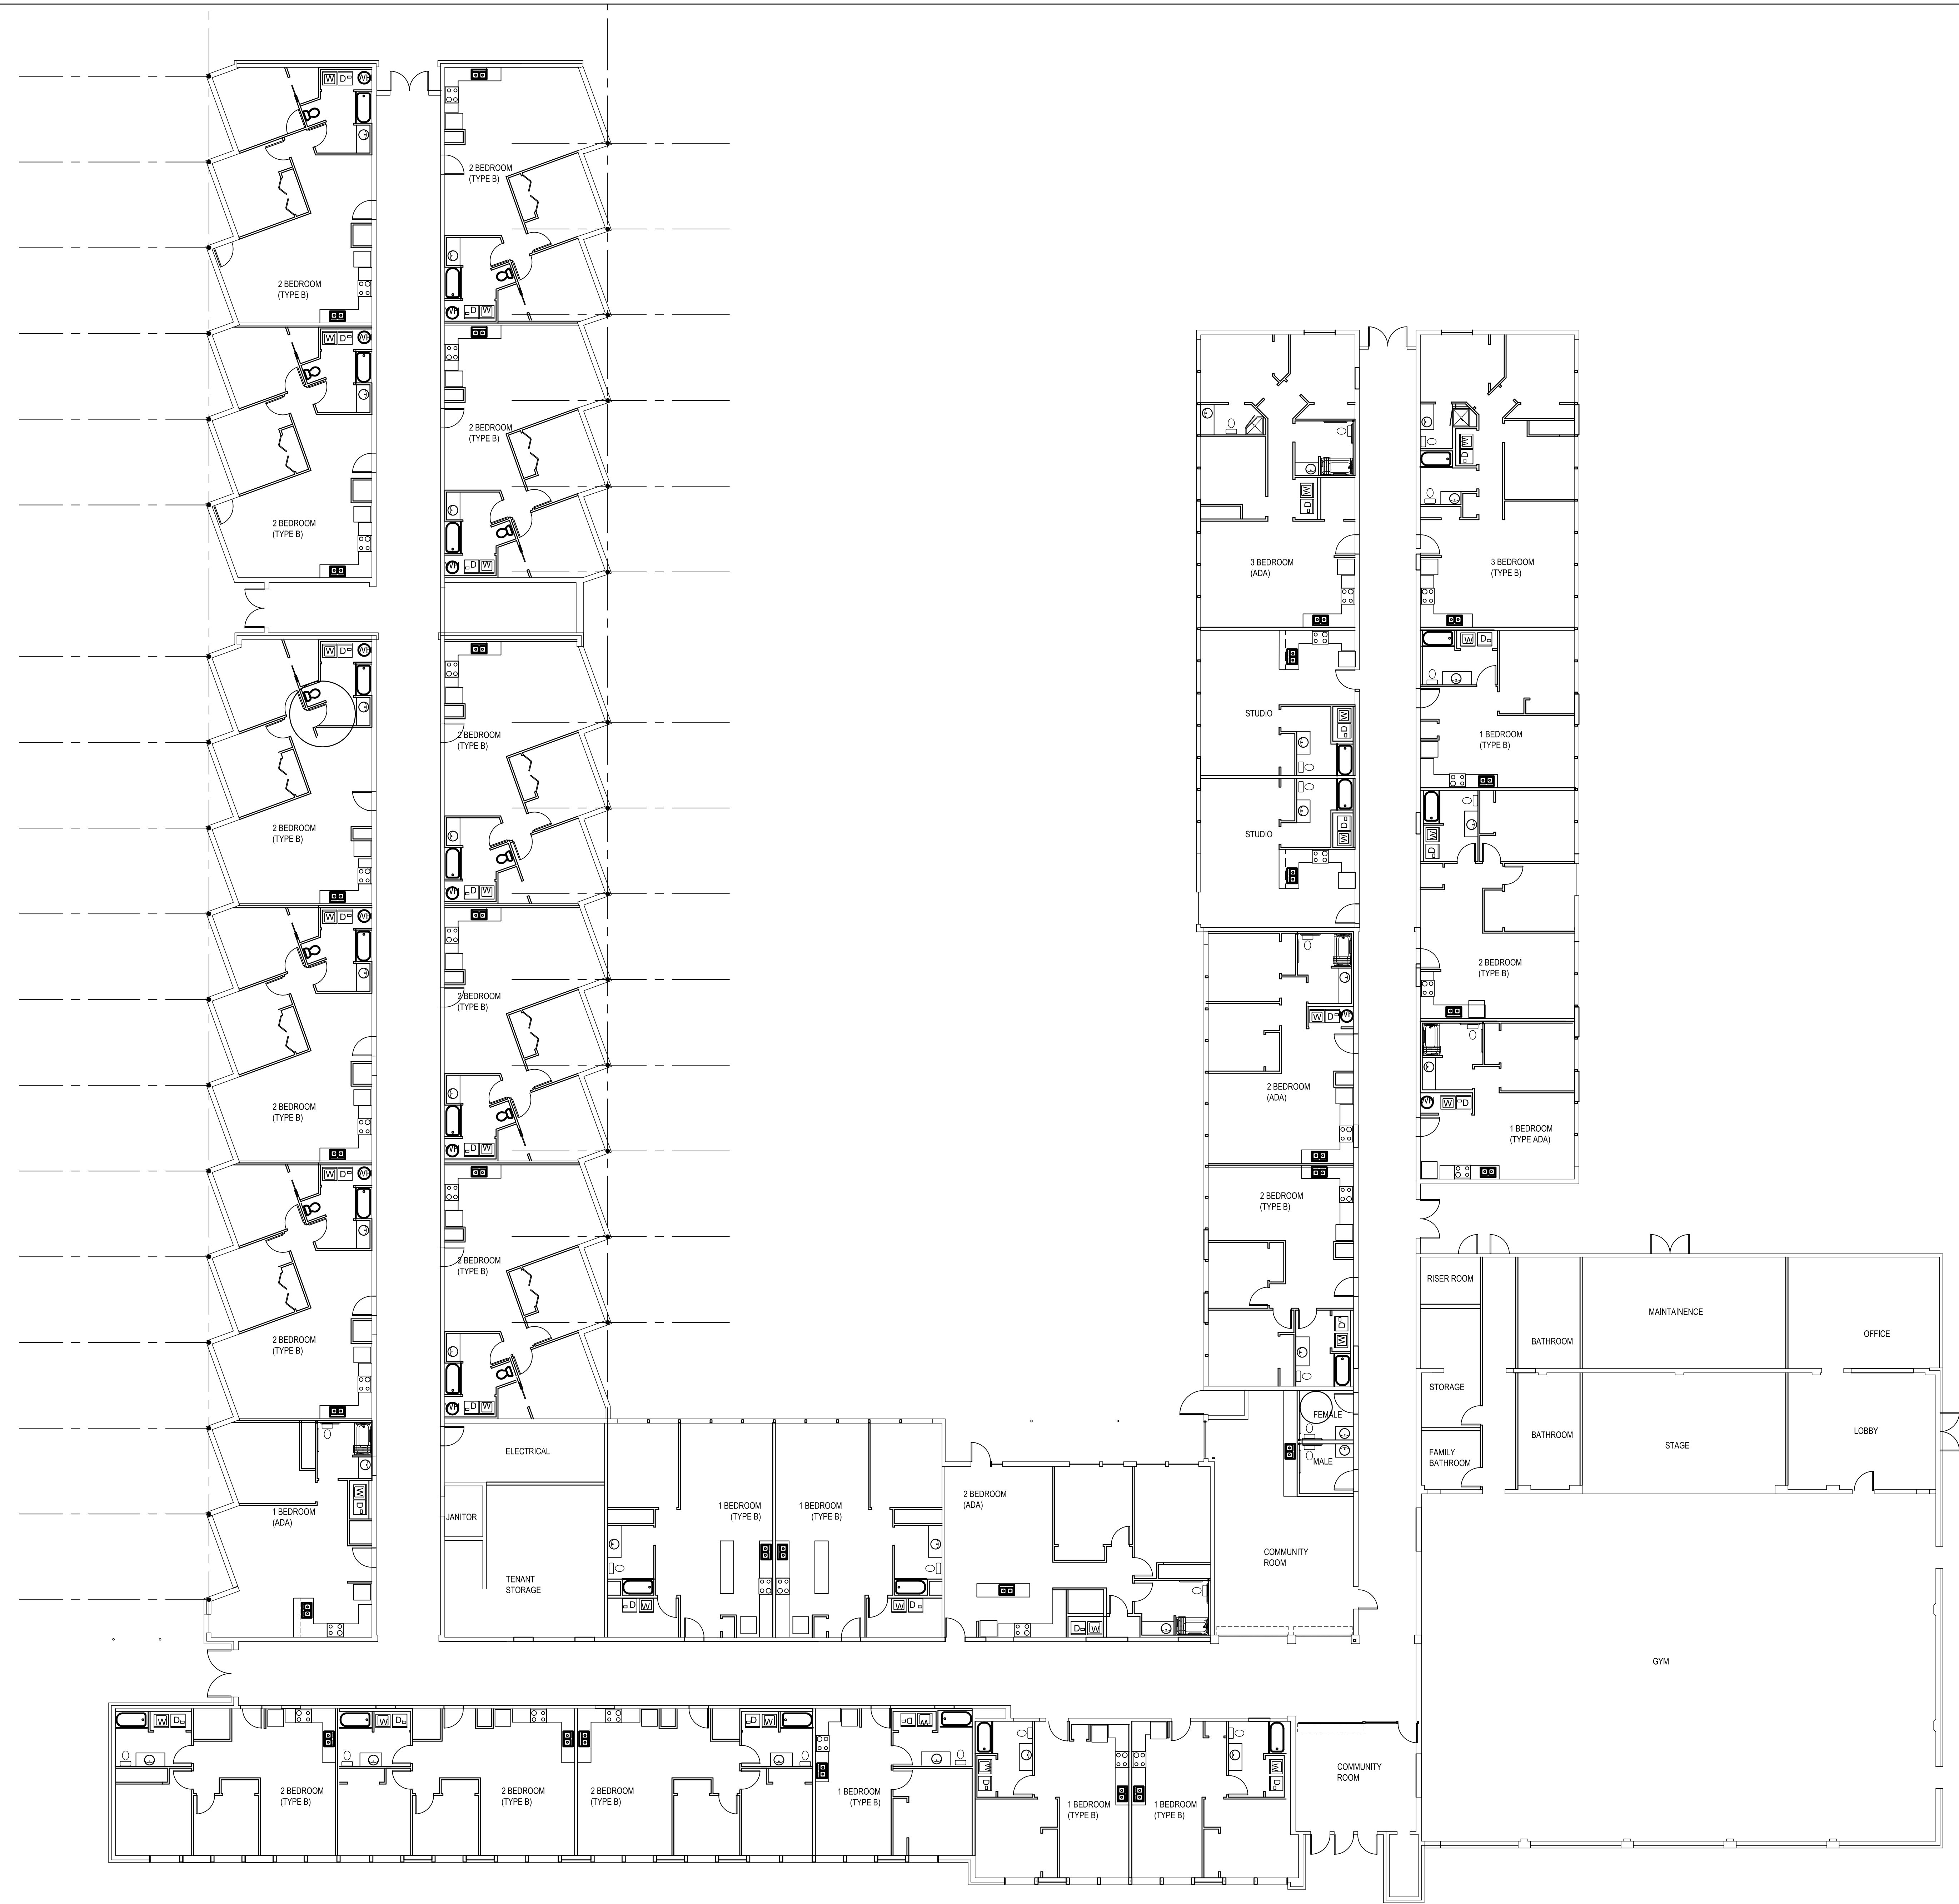 2 BEDROOM
(TYPE B)
2 BEDROOM
(TYPE B)
2 BEDROOM
(TYPE B)
2 BEDROOM
(TYPE B)
2 BEDROOM
(TYPE B)
2 BEDROOM
(TYPE B)
2 BEDROOM
(TYPE B)
2 BEDROOM
(TYPE B)
2 BEDROOM
(TYPE B)
2 BEDROOM
(TYPE B)
1 BEDROOM
(ADA)
3 BEDROOM
(ADA)
3 BEDROOM
(TYPE B)
STUDIO
1 BEDROOM
(TYPE B)
STUDIO
2 BEDROOM
(TYPE B)
2 BEDROOM
(ADA)
1 BEDROOM
(TYPE ADA)
2 BEDROOM
(TYPE B)
RISER ROOM
BATHROOM
MAINTAINENCE
OFFICE
STORAGE
FAMILY
BATHROOM
BATHROOM
STAGE
LOBBY
FEMALE
MALE
ELECTRICAL
JANITOR
TENANT
STORAGE
1 BEDROOM
(TYPE B)
1 BEDROOM
(TYPE B)
2 BEDROOM
(ADA)
COMMUNITY
ROOM
GYM
2 BEDROOM
(TYPE B)
2 BEDROOM
(TYPE B)
2 BEDROOM
(TYPE B)
1 BEDROOM
(TYPE B)
1 BEDROOM
(TYPE B)
1 BEDROOM
(TYPE B)
COMMUNITY
ROOM